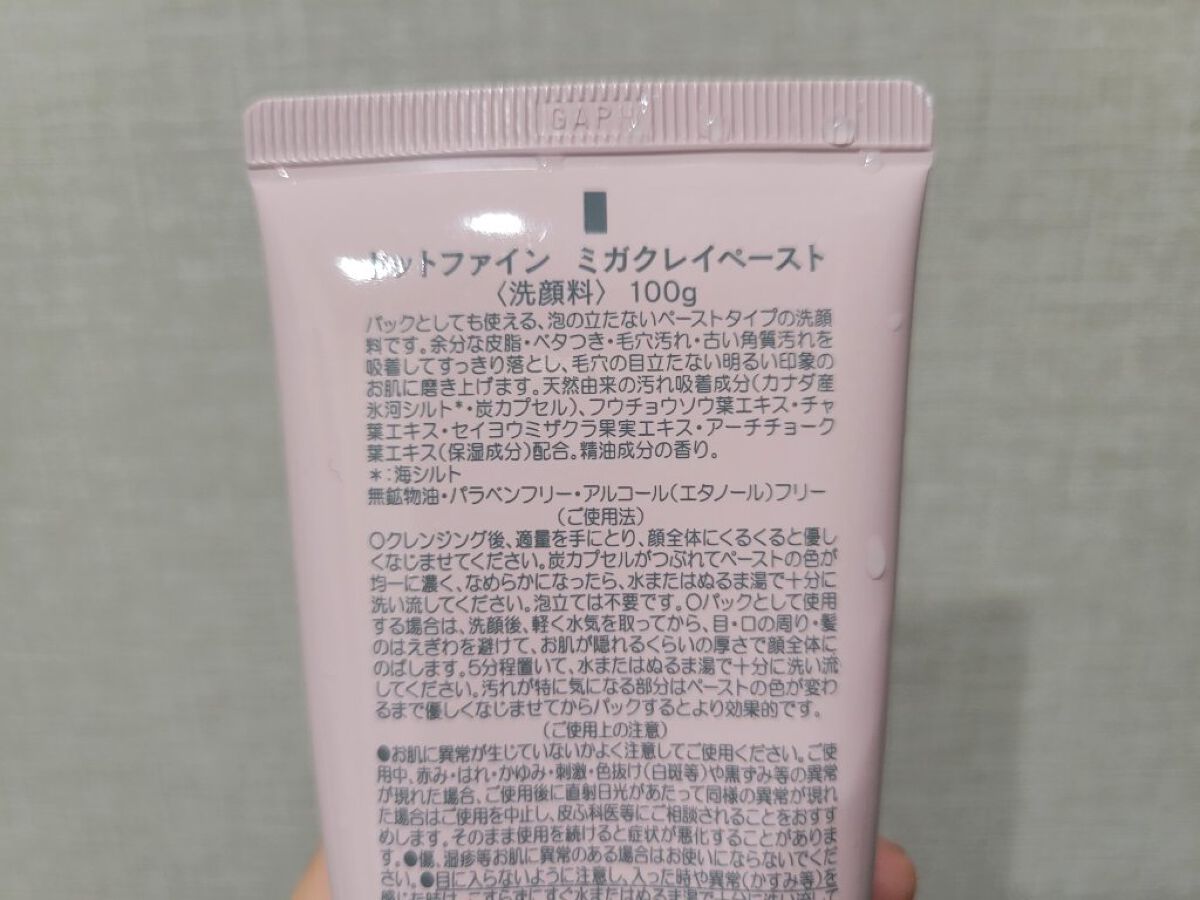 GAP4
ドットファイン ミガクレイペースト
〈洗顔料〉 100g
パックとしても使える、泡の立たないペーストタイプの洗顔
料です。余分な皮脂・ベタつき・毛穴汚れ・古い角質汚れを
吸着してすっきり落とし、毛穴の目立たない明るい印象の
お肌に磨き上げます。天然由来の汚れ吸着成分(カナダ産
氷河シルト*・炭カプセル)、フウチョウソウ葉エキス・チャ
葉エキス・セイヨウミザクラ果実エキス・アーチチョーク
葉エキス(保湿成分)配合。精油成分の香り。
*:海シルト
無鉱物油・パラベンフリー・アルコール(エタノール)フリー
(ご使用法)
○クレンジング後、適量を手にとり、顔全体にくるくると優し
くなじませてください。炭カプセルがつぶれてペーストの色が
均一に濃く、なめらかになったら、水またはぬるま湯で十分に
洗い流してください。泡立ては不要です。○パックとして使用
する場合は、洗顔後、軽く水気を取ってから、目・口の周り・髪
のはえぎわを避けて、お肌が隠れるくらいの厚さで顔全体に
のばします。5分程置いて、水またはぬるま湯で十分に洗い流
してください。汚れが特に気になる部分はペーストの色が変わ
るまで優しくなじませてからパックするとより効果的です。
(ご使用上の注意)
●お肌に異常が生じていないかよく注意してご使用ください。ご使
用中、赤み・はれ・かゆみ・刺激・色抜け(白斑等)や黒ずみ等の異常
が現れた場合、ご使用後に直射日光があたって同様の異常が現れ
た場合はご使用を中止し、皮ふ科医等にご相談されることをおすす
めします。そのまま使用を続けると症状が悪化することがありま
す。●傷、湿疹等お肌に異常のある場合はお使いにならないでくだ
さい。●目に入らないように注意し、入った時や異常(かすみ等)を
感じた時は、こすらずにすぐ水またはぬるま湯で十分に洗い流して